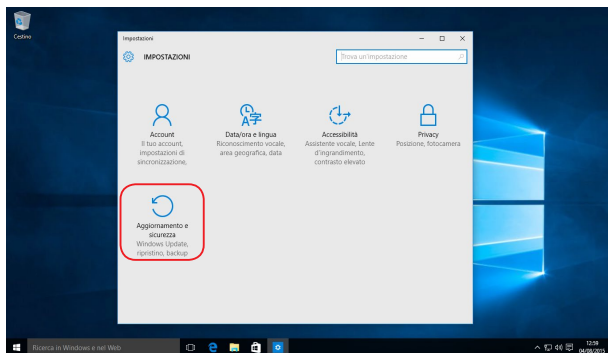 Cestino
Impostazioni
IMPOSTAZIONI
Trova un'impostazione
Account
Il tuo account,
impostazioni di
sincronizzazione,
Data/ora e lingua
Riconoscimento vocale,
area geografica, data
Accessibilità
Assistente vocale, Lente
d'ingrandimento,
contrasto elevato
Privacy
Posizione, fotocamera
Aggiornamento e
sicurezza
Windows Update,
ripristino, backup
Ricerca in Windows e nel Web
12:59
04/08/2015